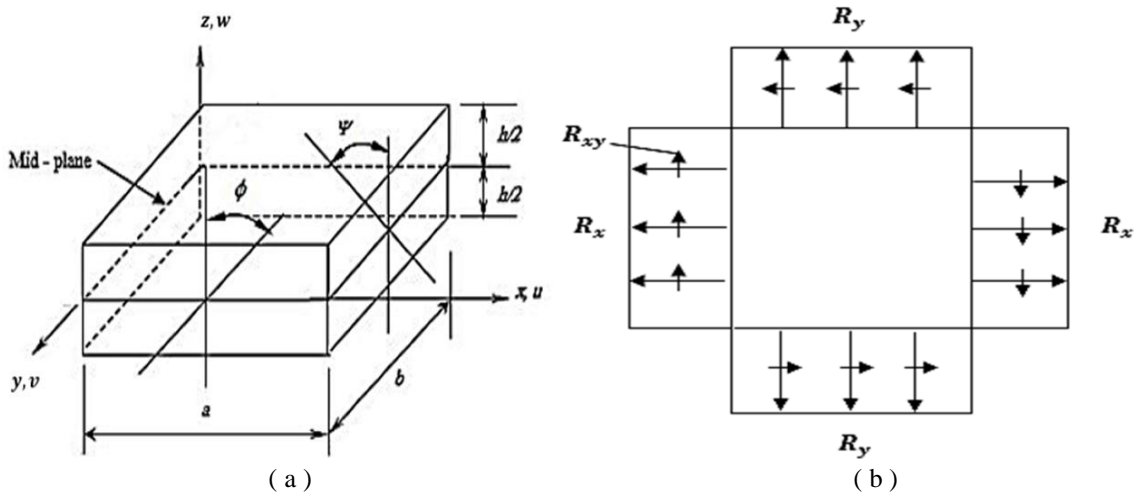 z, w
h/2
h/2
Ψ
Mid - plane
ϕ
x, u
y, v
b
a
( a )
R_y
R_xy
R_x
R_x
R_y
( b )